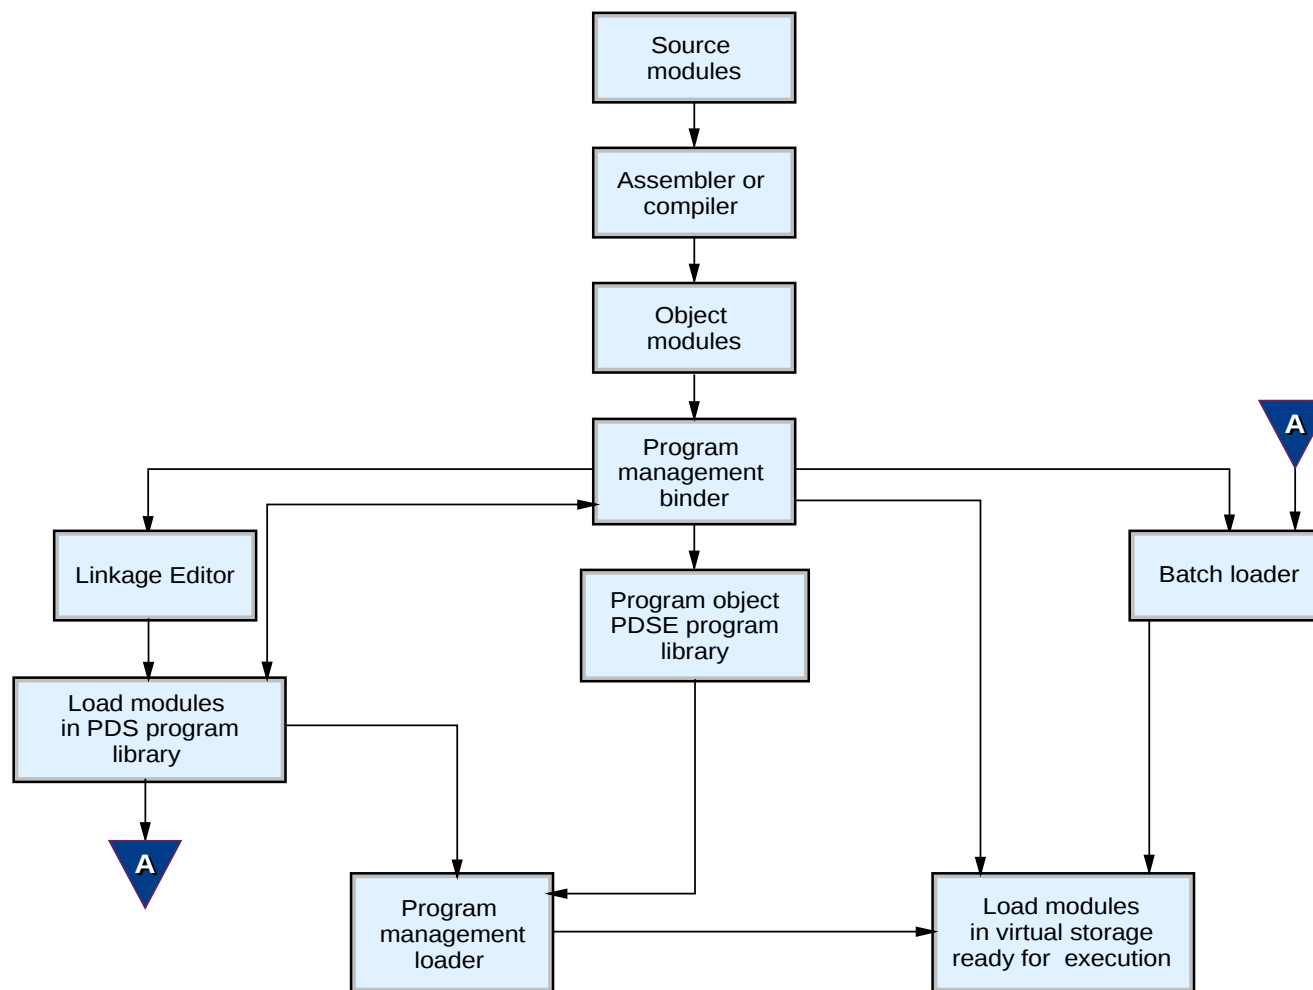 Source
modules
Assembler or
compiler
Object
modules
Program
management
binder
A
Linkage Editor
Program object
PDSE program
library
Batch loader
Load modules
in PDS program
library
A
Program
management
loader
Load modules
in virtual storage
ready for execution